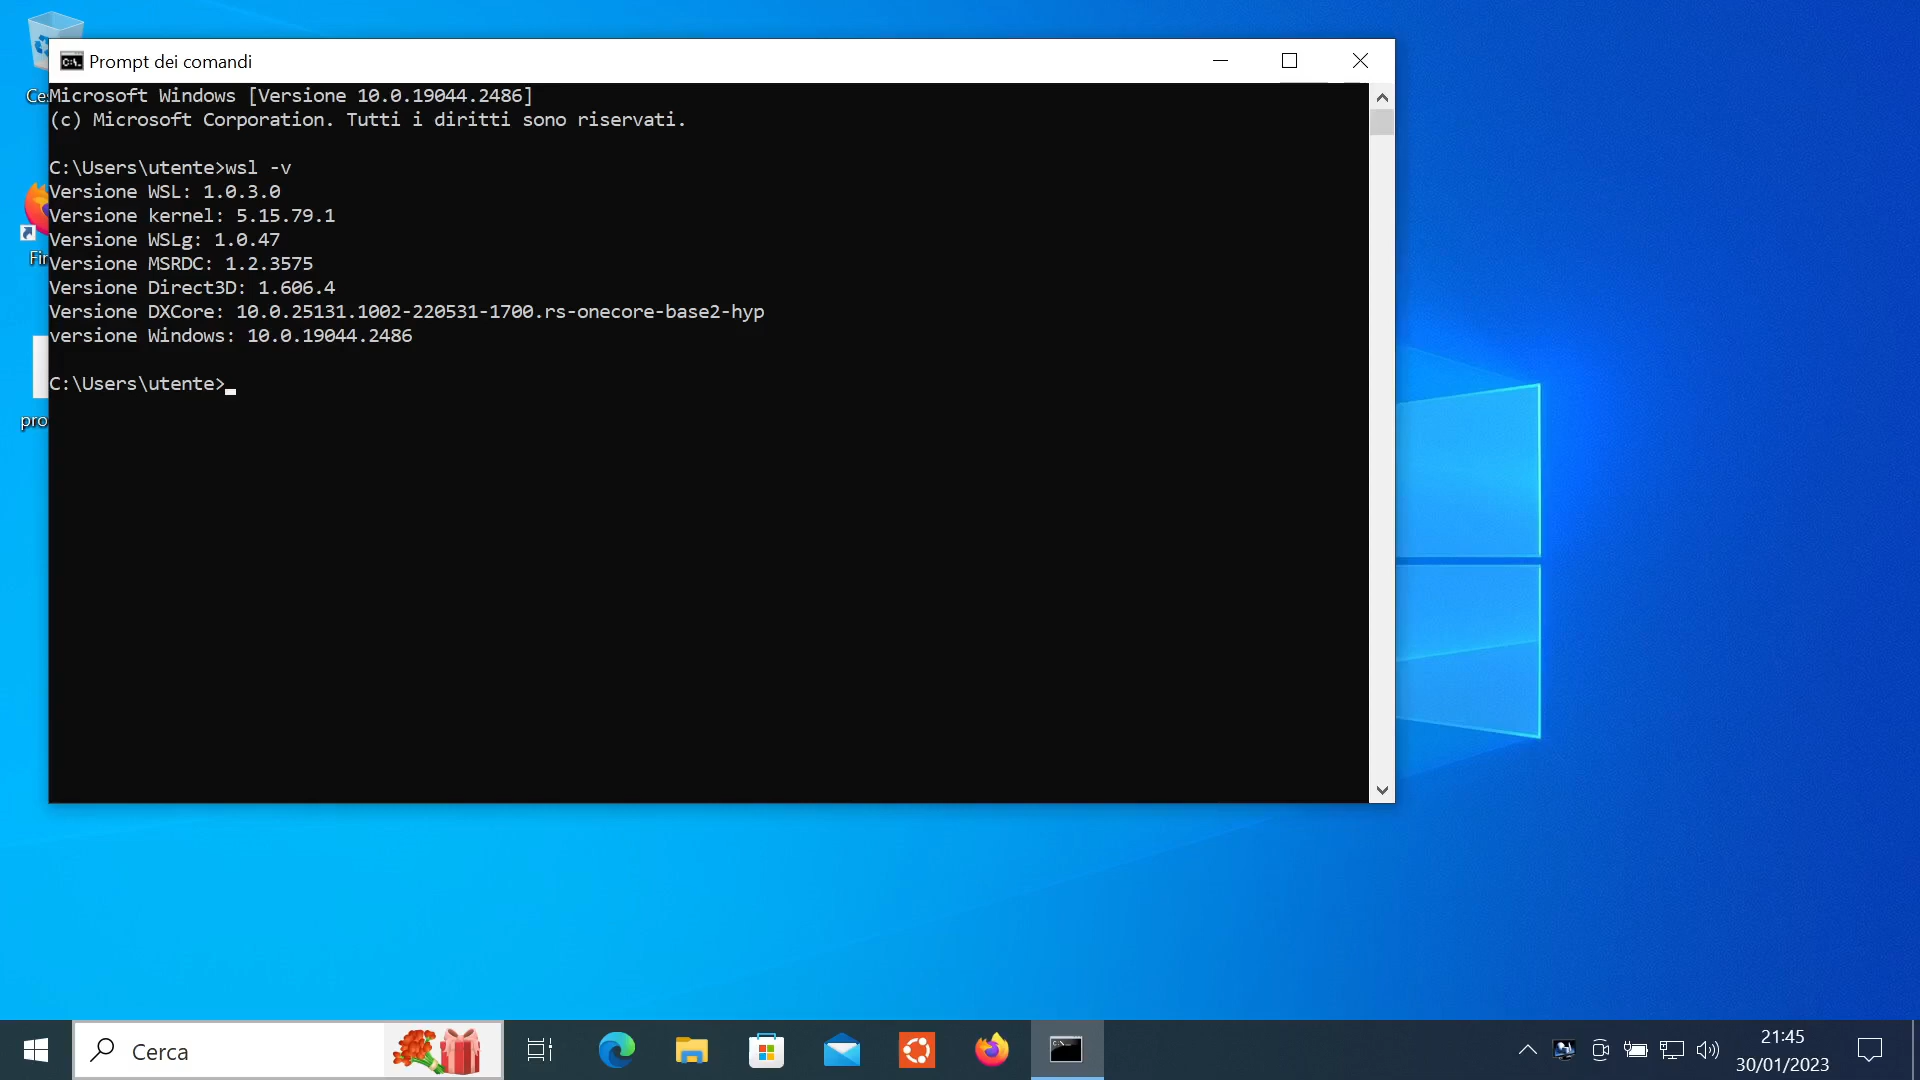 Prompt dei comandi
Microsoft Windows [Versione 10.0.19044.2486]
(c) Microsoft Corporation. Tutti i diritti sono riservati.
C:\Users\utente>wsl -v
Versione WSL: 1.0.3.0
Versione kernel: 5.15.79.1
Versione WSLg: 1.0.47
Versione MSRDC: 1.2.3575
Versione Direct3D: 1.606.4
Versione DXCore: 10.0.25131.1002-220531-1700.rs-onecore-base2-hyp
versione Windows: 10.0.19044.2486
C:\Users\utente>
Ce
Fir
pro
Cerca
21:45
30/01/2023